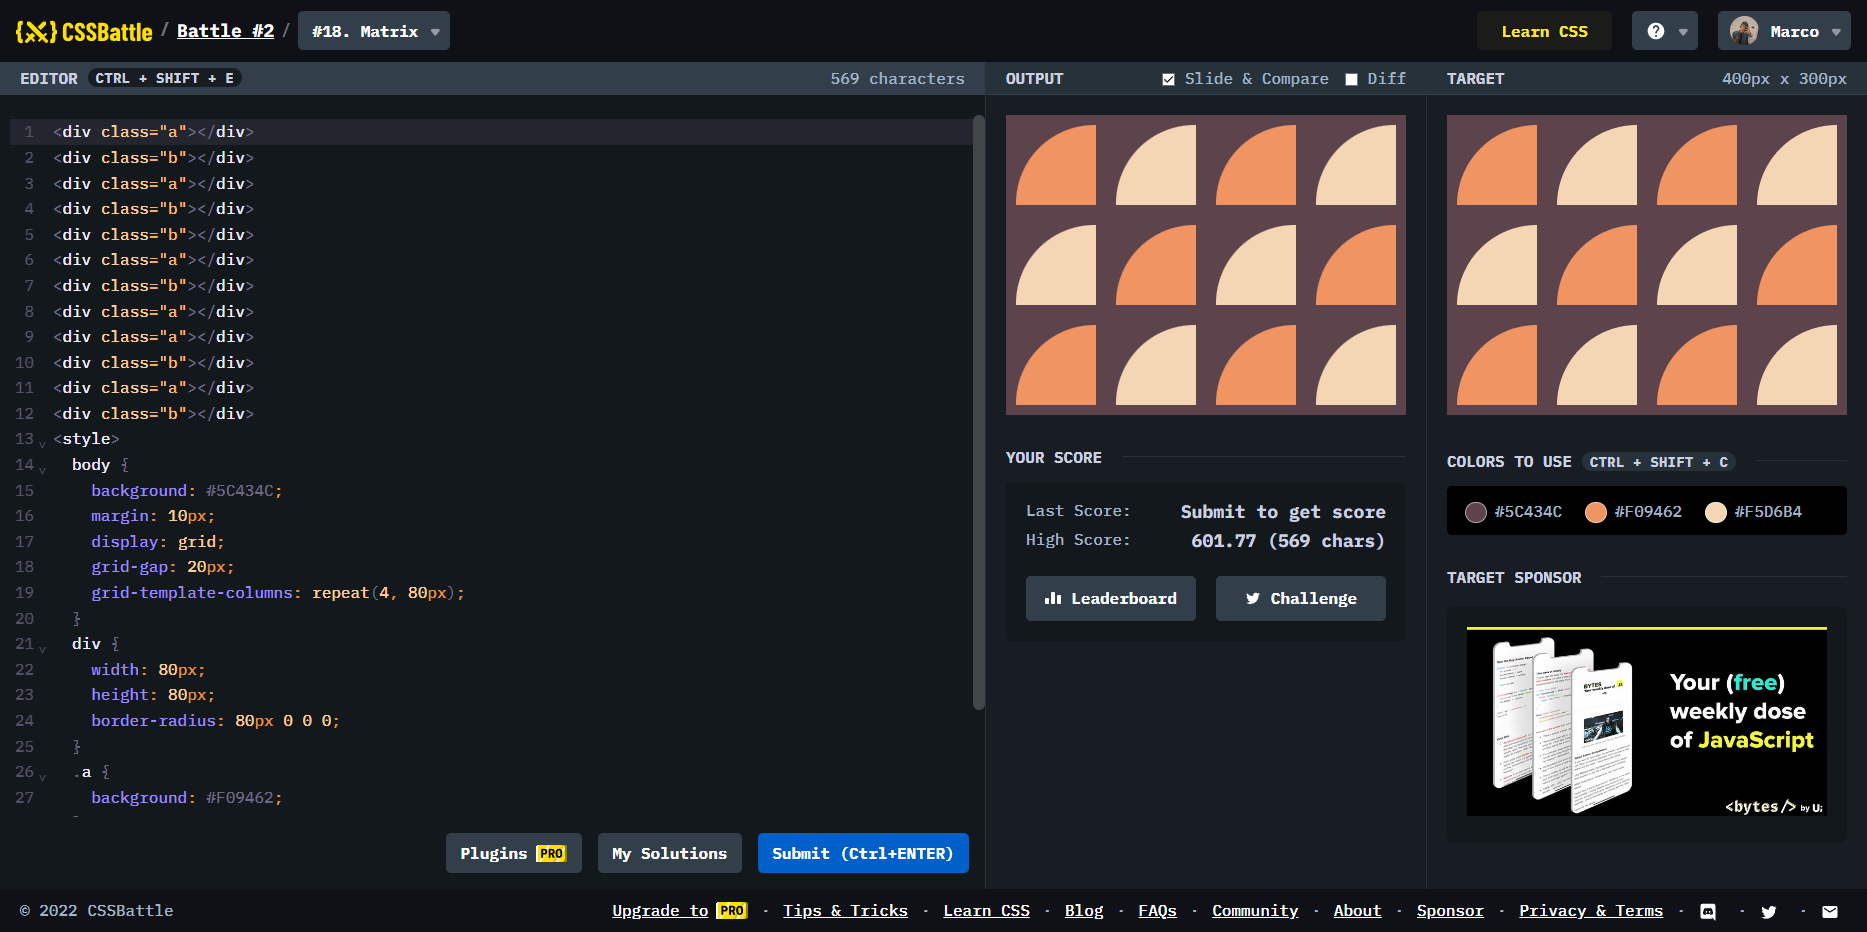 {X} CSSBattle / Battle #2 / #18. Matrix
Learn CSS
?
Marco
EDITOR CTRL + SHIFT + E 569 characters
OUTPUT Slide & Compare Diff
TARGET 400px x 300px
1 <div class="a"></div>
2 <div class="b"></div>
3 <div class="a"></div>
4 <div class="b"></div>
5 <div class="b"></div>
6 <div class="a"></div>
7 <div class="b"></div>
8 <div class="a"></div>
9 <div class="a"></div>
10 <div class="b"></div>
11 <div class="a"></div>
12 <div class="b"></div>
13 <style>
14 body {
15 background: #5C434C;
16 margin: 10px;
17 display: grid;
18 grid-gap: 20px;
19 grid-template-columns: repeat(4, 80px);
20 }
21 div {
22 width: 80px;
23 height: 80px;
24 border-radius: 80px 0 0 0;
25 }
26 .a {
27 background: #F09462;
Plugins PRO
My Solutions
Submit (Ctrl+ENTER)
YOUR SCORE
Last Score: Submit to get score
High Score: 601.77 (569 chars)
Leaderboard
Challenge
COLORS TO USE CTRL + SHIFT + C
#5C434C #F09462 #F5D6B4
TARGET SPONSOR
Your (free)
weekly dose
of JavaScript
<bytes/> by U;
© 2022 CSSBattle
Upgrade to PRO · Tips & Tricks · Learn CSS · Blog · FAQs · Community · About · Sponsor · Privacy & Terms · · ·